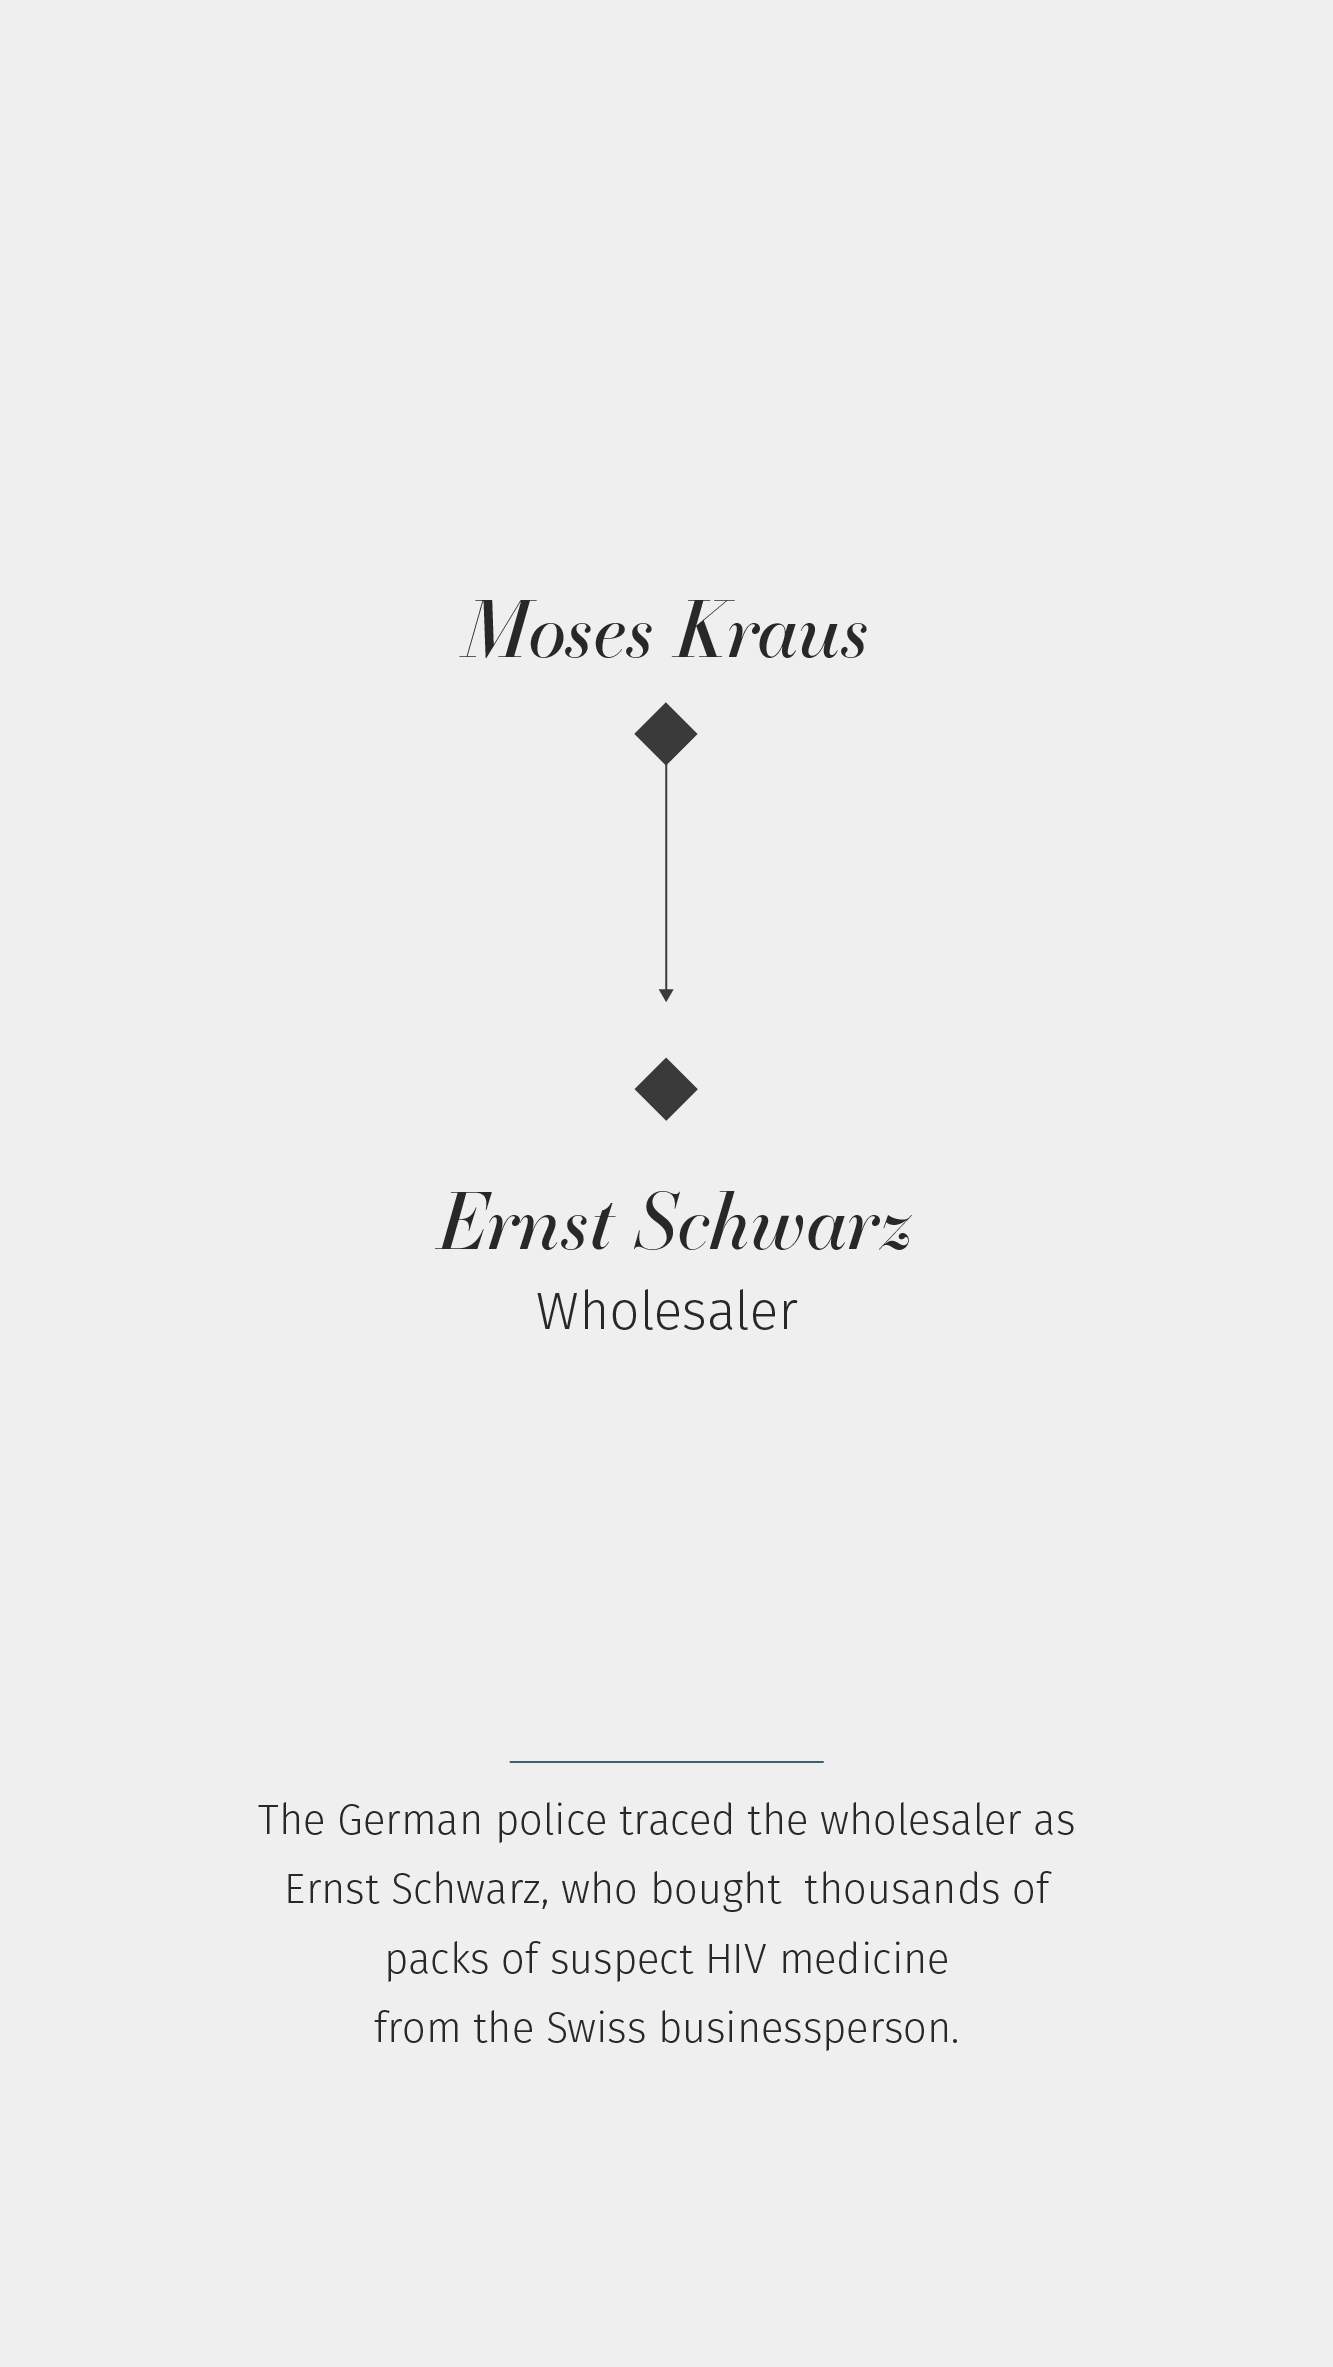 Moses Kraus
Ernst Schwarz
Wholesaler
The German police traced the wholesaler as
Ernst Schwarz, who bought  thousands of
packs of suspect HIV medicine
from the Swiss businessperson.